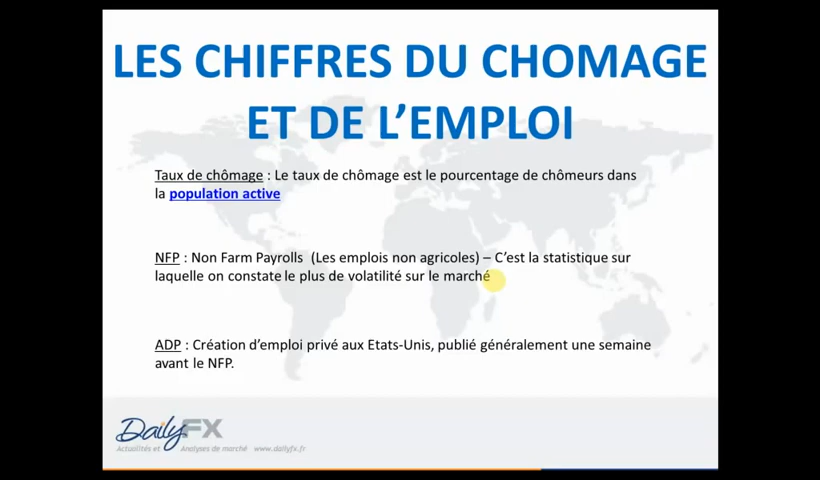 LES CHIFFRES DU CHOMAGE
ET DE L’EMPLOI
Taux de chômage : Le taux de chômage est le pourcentage de chômeurs dans
la population active
NFP : Non Farm Payrolls (Les emplois non agricoles) – C’est la statistique sur
laquelle on constate le plus de volatilité sur le marché
ADP : Création d’emploi privé aux Etats-Unis, publié généralement une semaine
avant le NFP.
DailyFX
Actualités et Analyses de marché www.dailyfx.fr